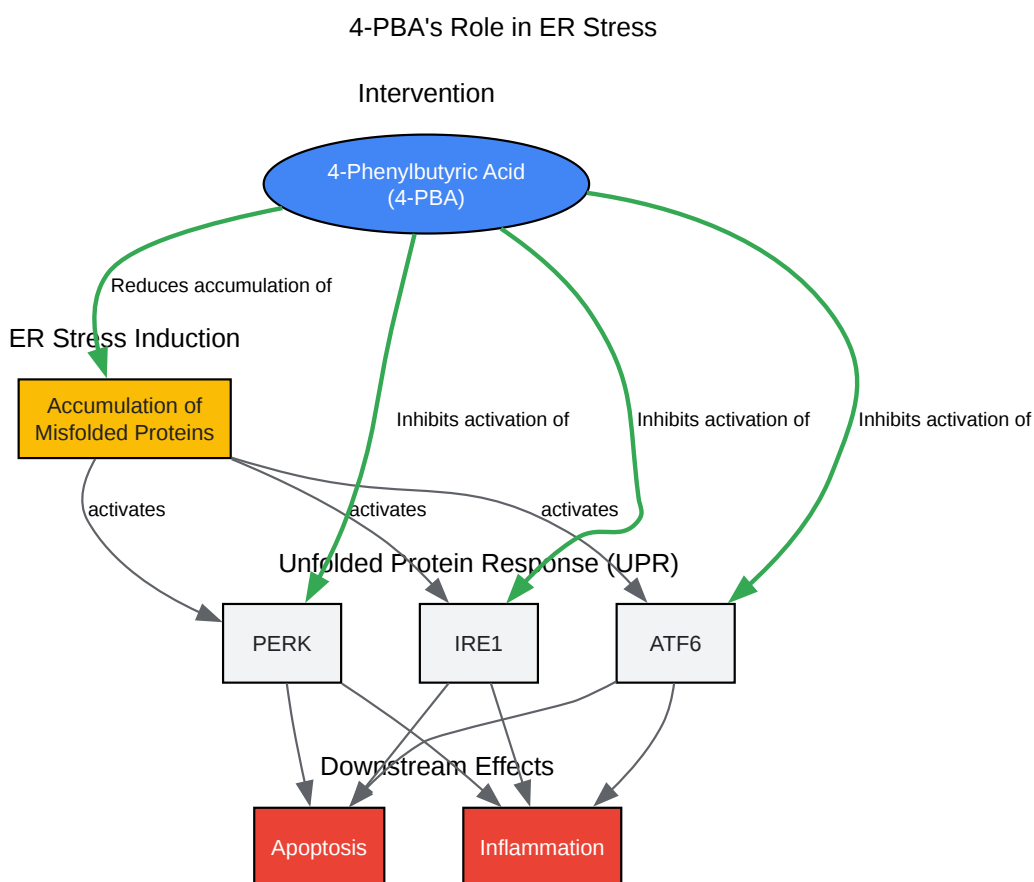 4-PBA's Role in ER Stress
Intervention
4-Phenylbutyric Acid
(4-PBA)
Reduces accumulation of
ER Stress Induction
Accumulation of
Misfolded Proteins
Inhibits activation of
Inhibits activation of
Inhibits activation of
activates
activates
activates
Unfolded Protein Response (UPR)
PERK
IRE1
ATF6
Downstream Effects
Apoptosis
Inflammation